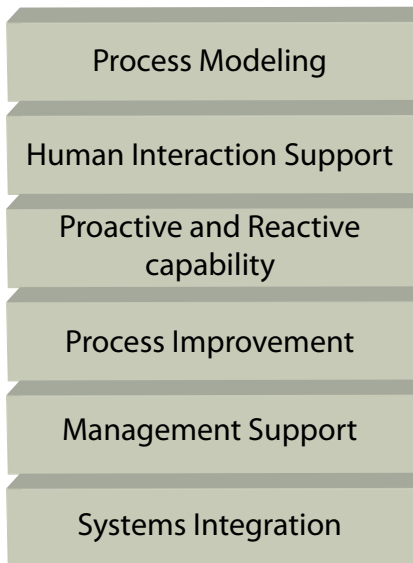 Process Modeling
Human Interaction Support
Proactive and Reactive
capability
Process Improvement
Management Support
Systems Integration